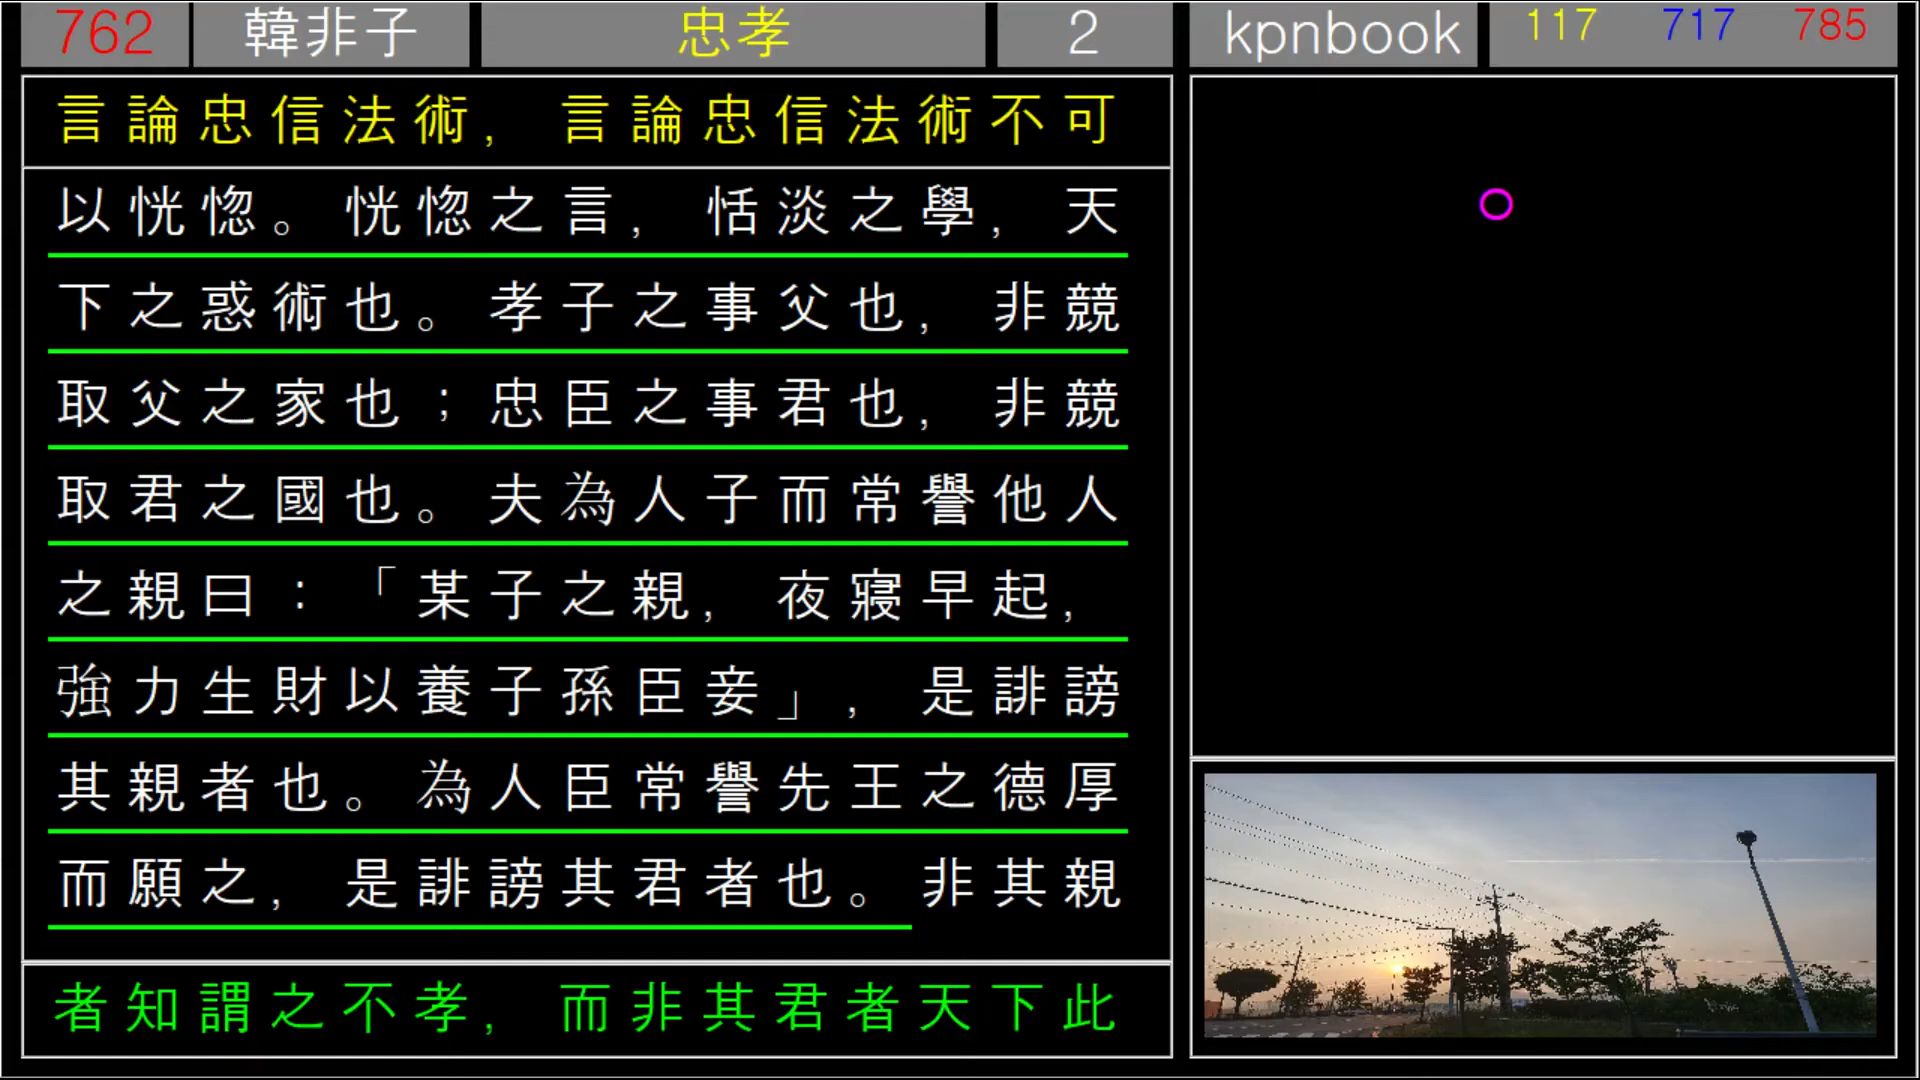 762 韓非子 忠孝 2 kpnbook 117 717 785
言論忠信法術, 言論忠信法術不可
以恍惚。恍惚之言, 恬淡之學, 天
下之惑術也。孝子之事父也, 非競
取父之家也;忠臣之事君也, 非競
取君之國也。夫為人子而常譽他人
之親曰:「某子之親, 夜寢早起,
強力生財以養子孫臣妾」, 是誹謗
其親者也。為人臣常譽先王之德厚
而願之, 是誹謗其君者也。非其親
者知謂之不孝, 而非其君者天下此